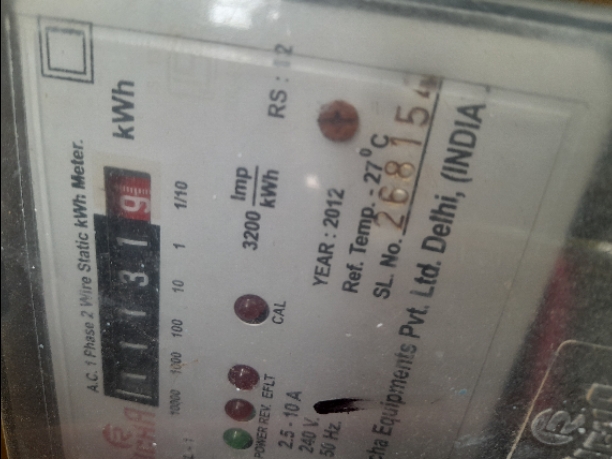 A.C. 1 Phase 2 Wire Static kWh Meter.
1 1 1 3 1 9 kWh
10000 1000 100 10 1 1/10
POWER REV. EFLT CAL
3200 Imp/kWh
RS : 12
2.5 - 10 A
240 V
50 Hz
YEAR : 2012
Ref. Temp. - 27°C
SL. No. 268154
Equipments Pvt. Ltd. Delhi, (INDIA